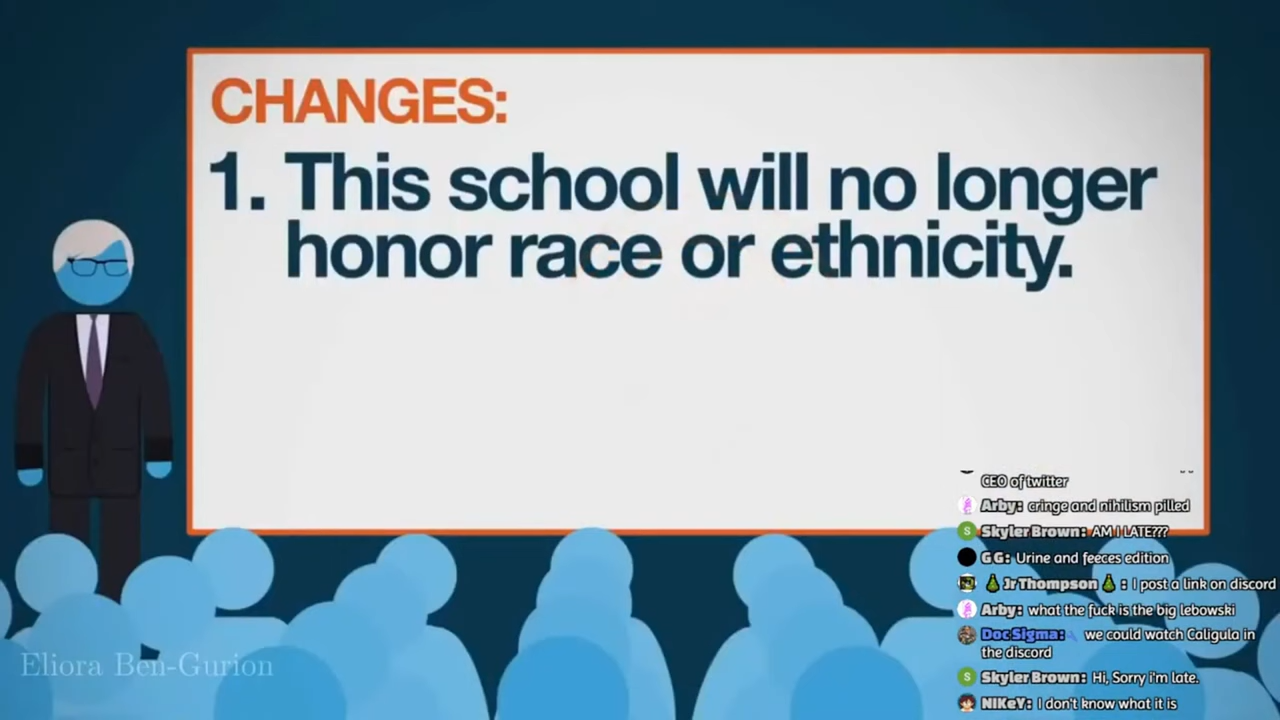 CHANGES:
1. This school will no longer
honor race or ethnicity.
CEO of twitter
Arby: cringe and nihilism pilled
Skyler Brown: AM I LATE???
G G: Urine and feeces edition
Jr Thompson : I post a link on discord
Arby: what the fuck is the big lebowski
Doc Sigma: we could watch Caligula in
the discord
Skyler Brown: Hi, Sorry i'm late.
NIKeY: I don't know what it is
Eliora Ben-Gurion